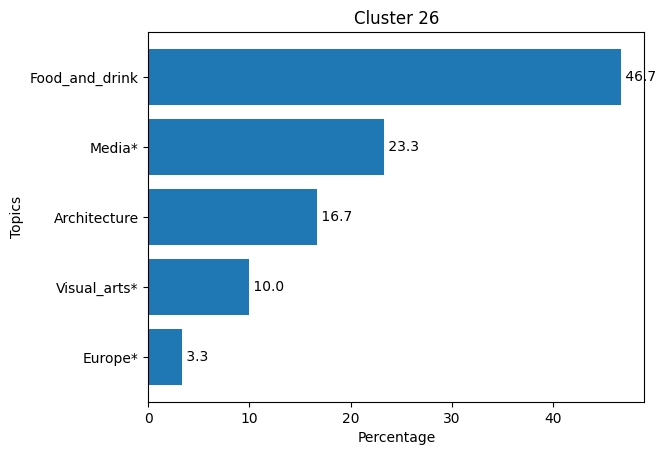 Cluster 26
Food_and_drink
46.7
Media*
23.3
Architecture
16.7
Visual_arts*
10.0
Europe*
3.3
Topics
0 10 20 30 40
Percentage